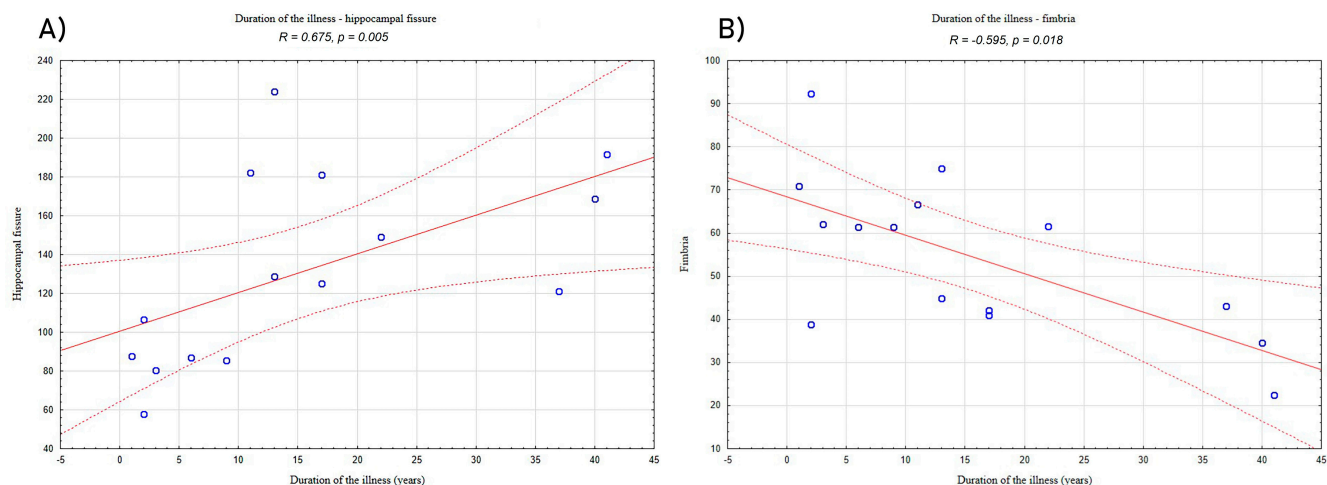 A)
Duration of the illness - hippocampal fissure
R = 0.675, p = 0.005
Hippocampal fissure
240
220
200
180
160
140
120
100
80
60
40
-5 0 5 10 15 20 25 30 35 40 45
Duration of the illness (years)
B)
Duration of the illness - fimbria
R = -0.595, p = 0.018
Fimbria
100
90
80
70
60
50
40
30
20
10
-5 0 5 10 15 20 25 30 35 40 45
Duration of the illness (years)